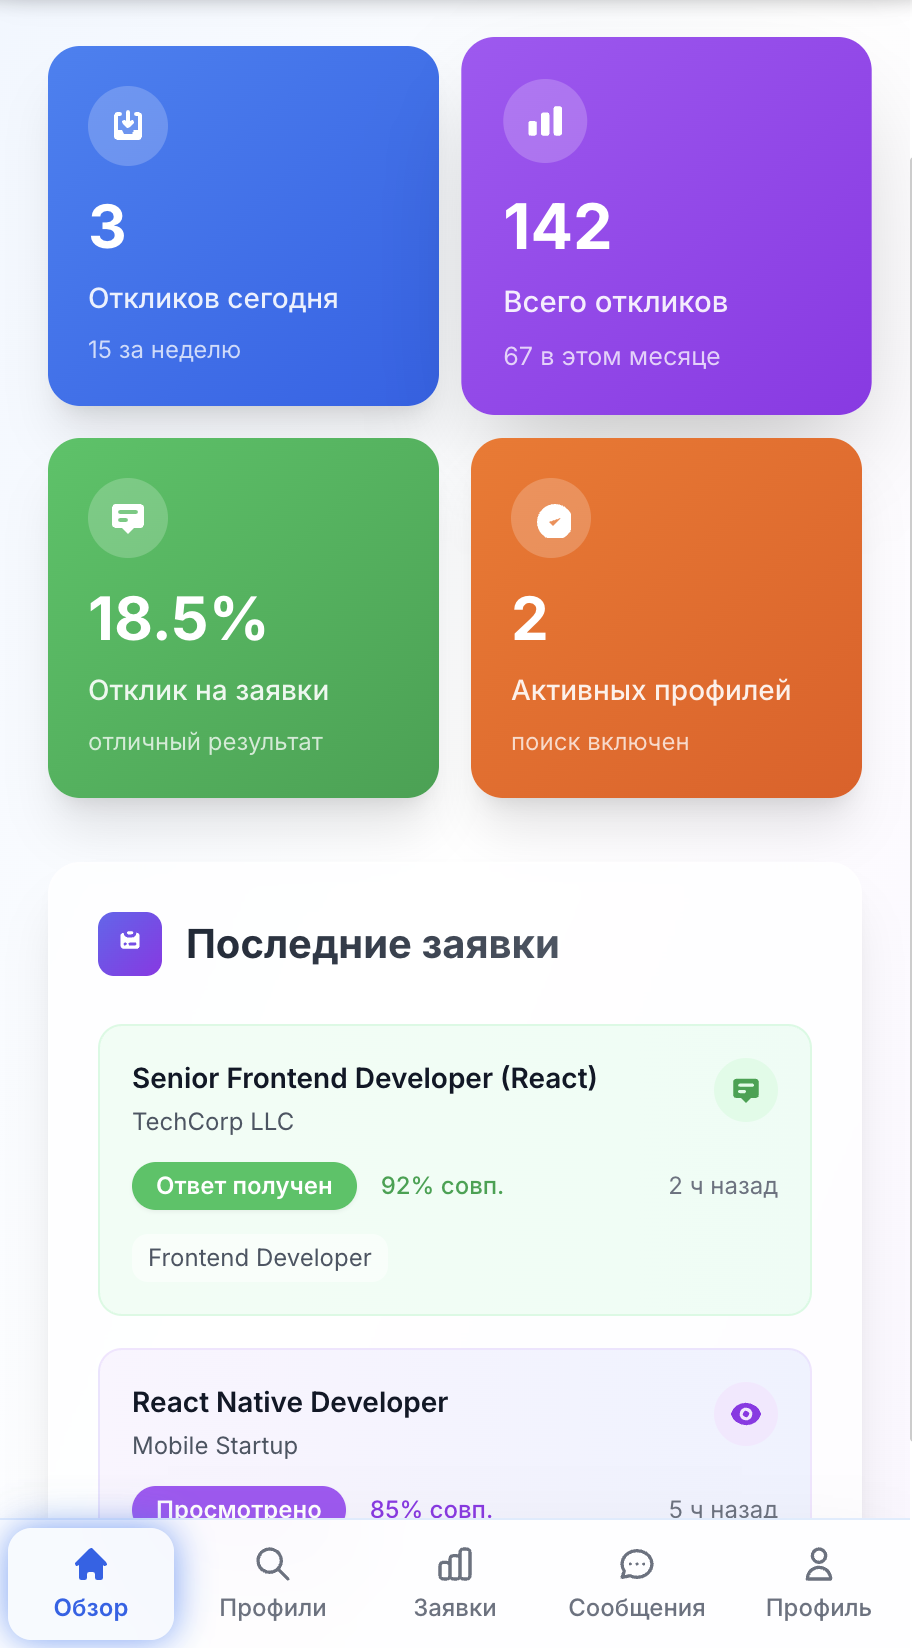 3
Откликов сегодня
15 за неделю
142
Всего откликов
67 в этом месяце
18.5%
Отклик на заявки
отличный результат
2
Активных профилей
поиск включен
Последние заявки
Senior Frontend Developer (React)
TechCorp LLC
Ответ получен 92% совп. 2 ч назад
Frontend Developer
React Native Developer
Mobile Startup
Просмотрено 85% совп. 5 ч назад
Обзор Профили Заявки Сообщения Профиль